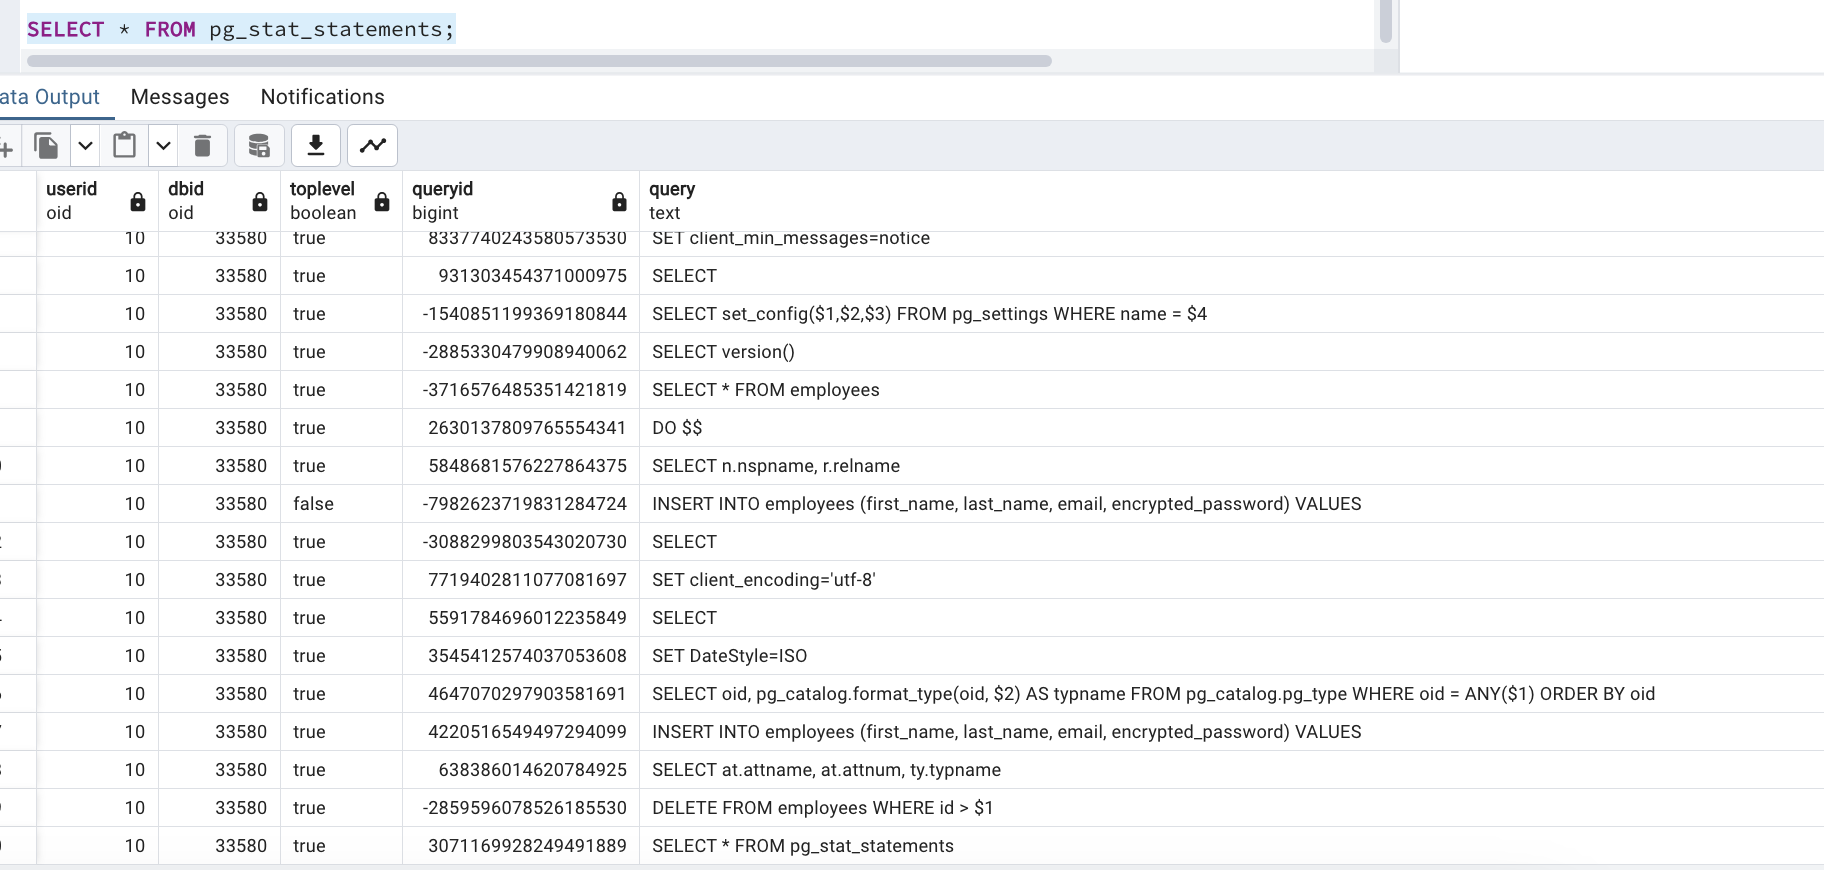 SELECT * FROM pg_stat_statements;
ata Output Messages Notifications
userid dbid toplevel queryid query
oid oid boolean bigint text
10 33580 true 8337740243580573530 SET client_min_messages=notice
10 33580 true 931303454371000975 SELECT
10 33580 true -1540851199369180844 SELECT set_config($1,$2,$3) FROM pg_settings WHERE name = $4
10 33580 true -2885330479908940062 SELECT version()
10 33580 true -3716576485351421819 SELECT * FROM employees
10 33580 true 2630137809765554341 DO $$
10 33580 true 5848681576227864375 SELECT n.nspname, r.relname
10 33580 false -7982623719831284724 INSERT INTO employees (first_name, last_name, email, encrypted_password) VALUES
10 33580 true -3088299803543020730 SELECT
10 33580 true 7719402811077081697 SET client_encoding='utf-8'
10 33580 true 5591784696012235849 SELECT
10 33580 true 3545412574037053608 SET DateStyle=ISO
10 33580 true 4647070297903581691 SELECT oid, pg_catalog.format_type(oid, $2) AS typname FROM pg_catalog.pg_type WHERE oid = ANY($1) ORDER BY oid
10 33580 true 4220516549497294099 INSERT INTO employees (first_name, last_name, email, encrypted_password) VALUES
10 33580 true 638386014620784925 SELECT at.attname, at.attnum, ty.typname
10 33580 true -2859596078526185530 DELETE FROM employees WHERE id > $1
10 33580 true 3071169928249491889 SELECT * FROM pg_stat_statements